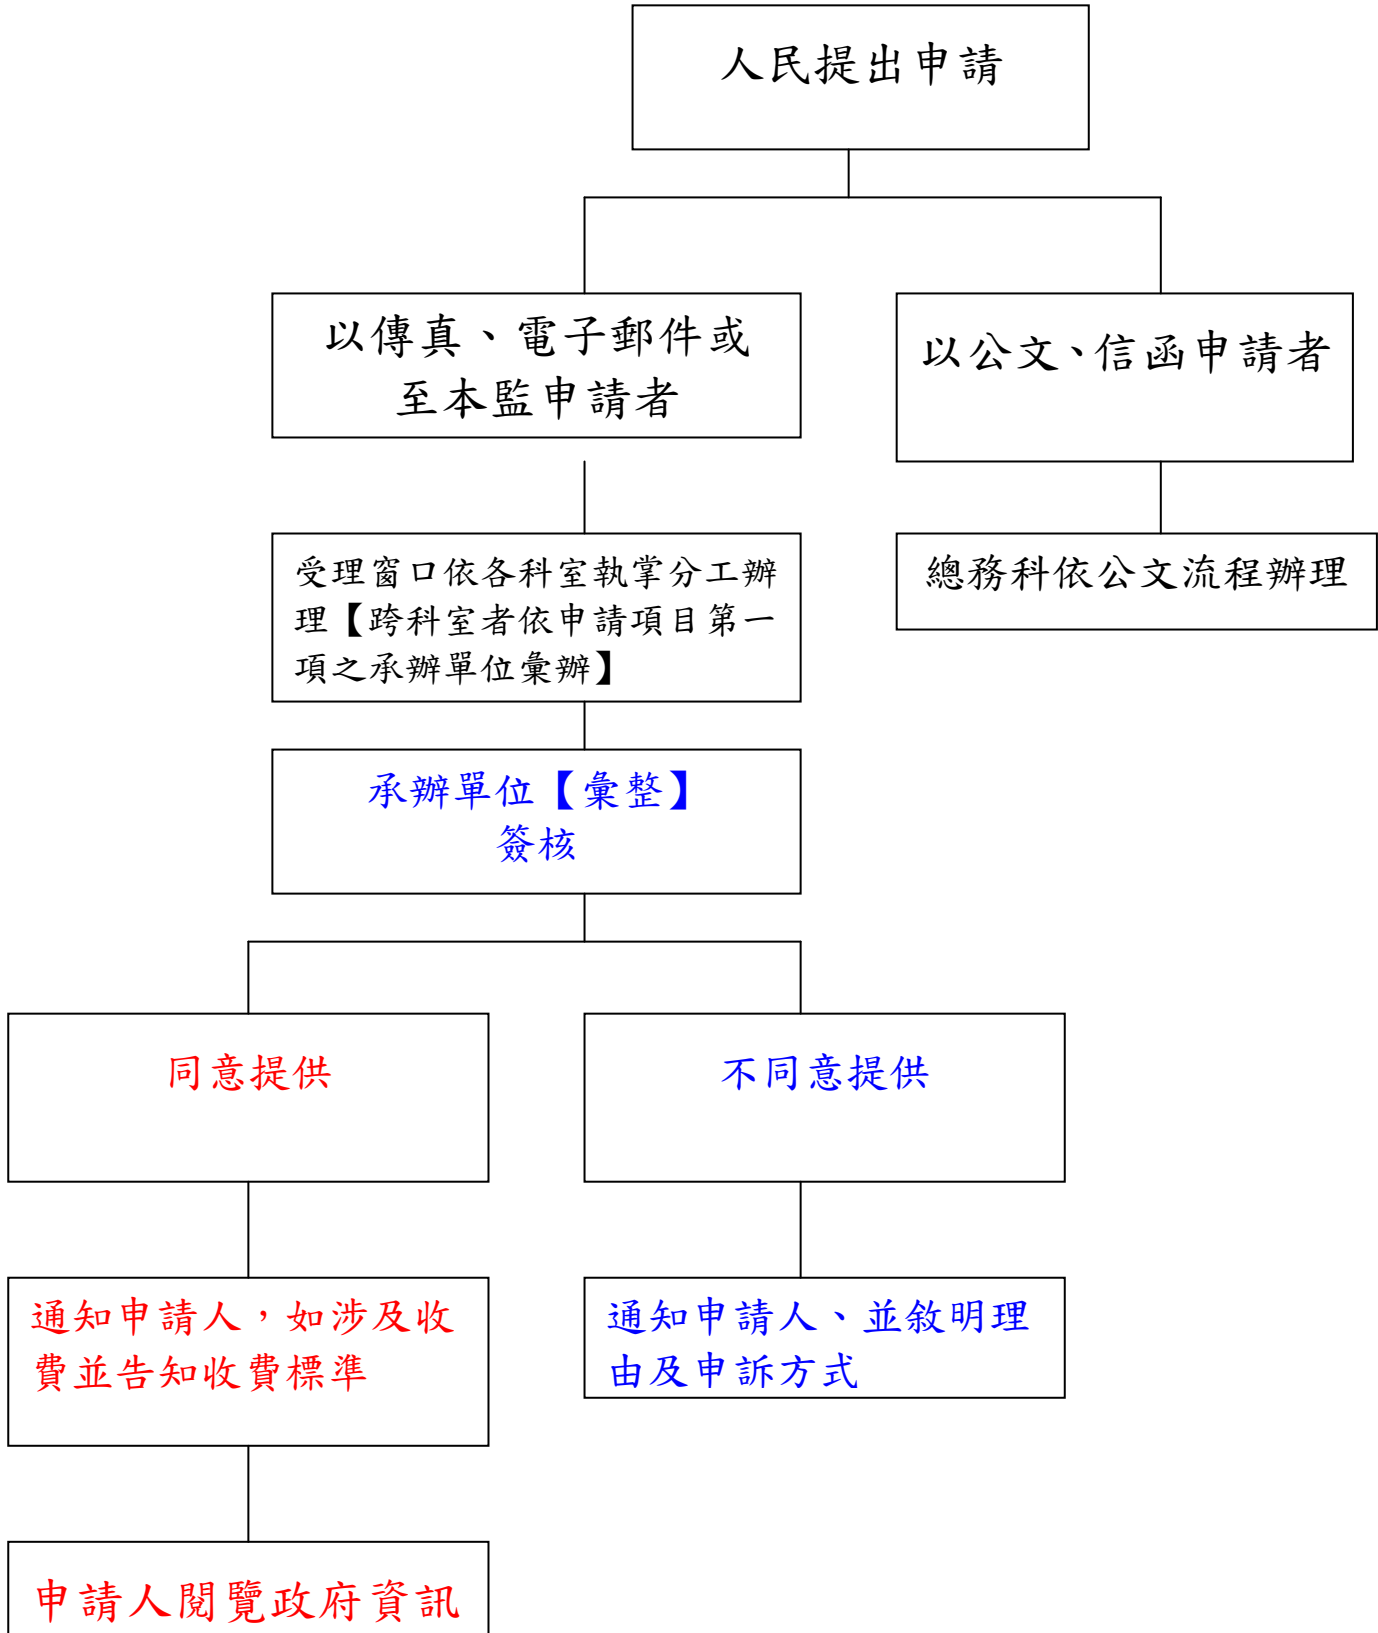 人民提出申請
以傳真、電子郵件或
至本監申請者
以公文、信函申請者
受理窗口依各科室執掌分工辦
理【跨科室者依申請項目第一
項之承辦單位彙辦】
總務科依公文流程辦理
承辦單位【彙整】
簽核
同意提供
不同意提供
通知申請人，如涉及收
費並告知收費標準
通知申請人、並敘明理
由及申訴方式
申請人閱覽政府資訊